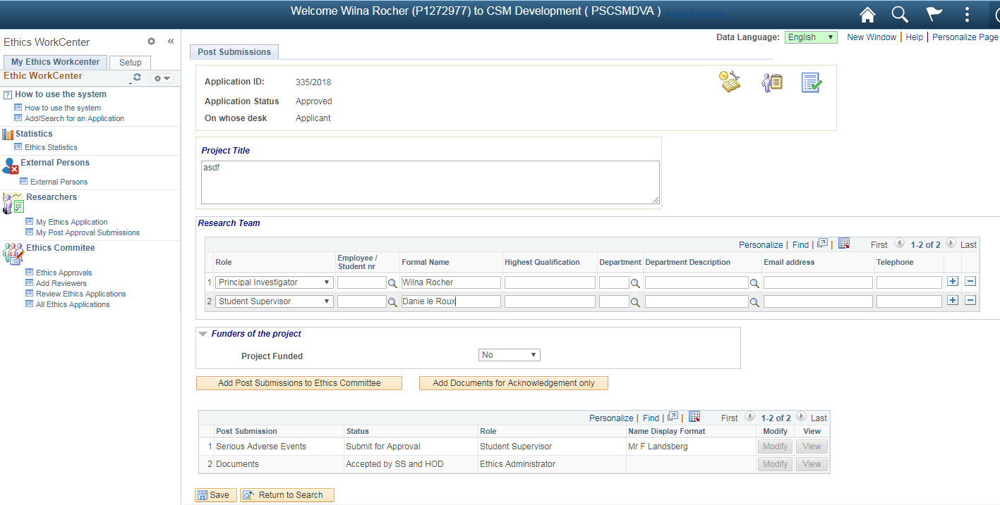 Welcome Wilna Rocher (P1272977) to CSM Development ( PSCSMDVA )
Add to Favorites
Ethics WorkCenter «
Data Language: English New Window Help Personalize Page
My Ethics Workcenter Setup
Ethic WorkCenter
How to use the system
How to use the system
Add/Search for an Application
Statistics
Ethics Statistics
External Persons
External Persons
Researchers
My Ethics Application
My Post Approval Submissions
Ethics Commitee
Ethics Approvals
Add Reviewers
Review Ethics Applications
All Ethics Applications
Post Submissions
Application ID: 335/2018
Application Status Approved
On whose desk Applicant
Project Title
asdf
Research Team
Personalize | Find | | First 1-2 of 2 Last
Role Employee / Student nr Formal Name Highest Qualification Department Department Description Email address Telephone
1 Principal Investigator Wilna Rocher
2 Student Supervisor Danie le Roux
Funders of the project
Project Funded No
Add Post Submissions to Ethics Committee Add Documents for Acknowledgement only
Personalize | Find | | First 1-2 of 2 Last
Post Submission Status Role Name Display Format Modify View
1 Serious Adverse Events Submit for Approval Student Supervisor Mr F Landsberg Modify View
2 Documents Accepted by SS and HOD Ethics Administrator Modify View
Save Return to Search